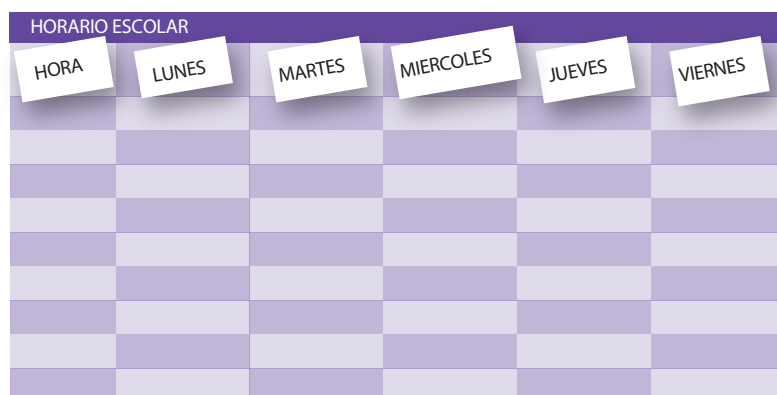 HORARIO ESCOLAR
HORA
LUNES
MARTES
MIERCOLES
JUEVES
VIERNES